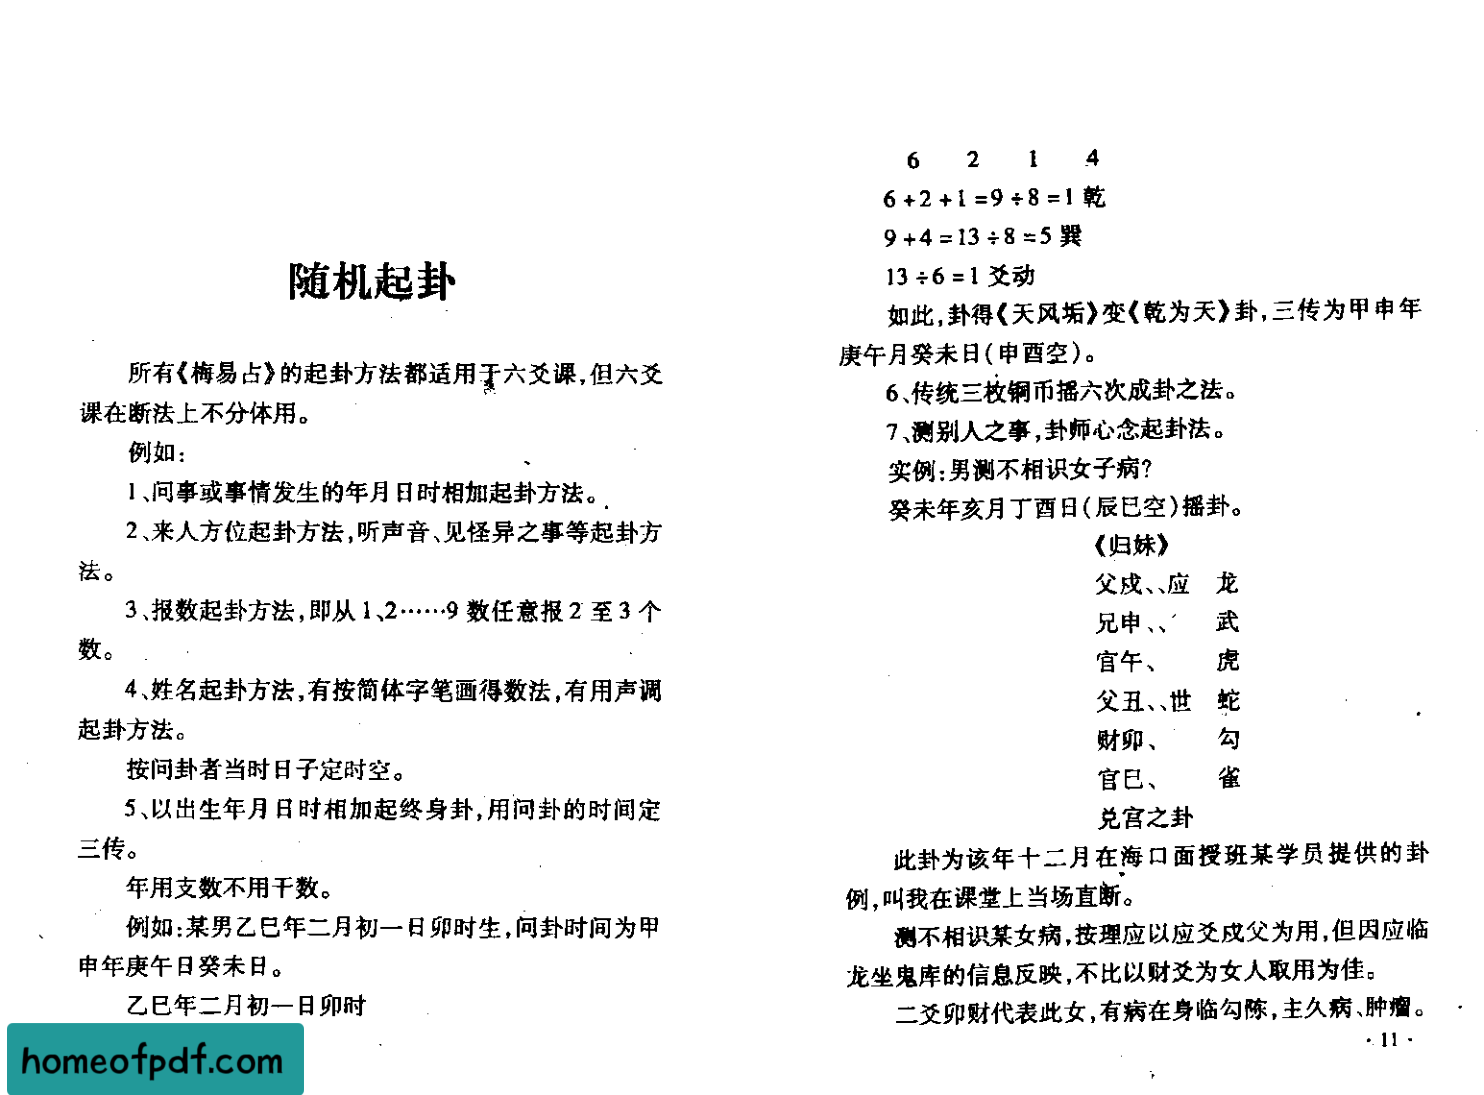 随机起卦
所有《梅易占》的起卦方法都适用于六爻课,但六爻
课在断法上不分体用。
例如:
1、问事或事情发生的年月日时相加起卦方法。
2、来人方位起卦方法,听声音、见怪异之事等起卦方
法。
3、报数起卦方法,即从1、2……9数任意报2至3个
数。
4、姓名起卦方法,有按简体字笔画得数法,有用声调
起卦方法。
按问卦者当时日子定时空。
5、以出生年月日时相加起终身卦,用问卦的时间定
三传。
年用支数不用干数。
例如:某男乙巳年二月初一日卯时生,问卦时间为甲
申年庚午日癸未日。
乙巳年二月初一日卯时
homeofpdf.com
6 2 1 4
6+2+1=9÷8=1乾
9+4=13÷8=5巽
13÷6=1爻动
如此,卦得《天风垢》变《乾为天》卦,三传为甲申年
庚午月癸未日(申酉空)。
6、传统三枚铜币摇六次成卦之法。
7、测别人之事,卦师心念起卦法。
实例:男测不相识女子病?
癸未年亥月丁酉日(辰巳空)摇卦。
《归妹》
父戍、、应 龙
兄申、、 武
官午、 虎
父丑、、世 蛇
财卯、 勾
官巳、 雀
兑宫之卦
此卦为该年十二月在海口面授班某学员提供的卦
例,叫我在课堂上当场直断。
测不相识某女病,按理应以应爻戍父为用,但因应临
龙坐鬼库的信息反映,不比以财爻为女人取用为佳。
二爻卯财代表此女,有病在身临勾陈,主久病、肿瘤。
·11·